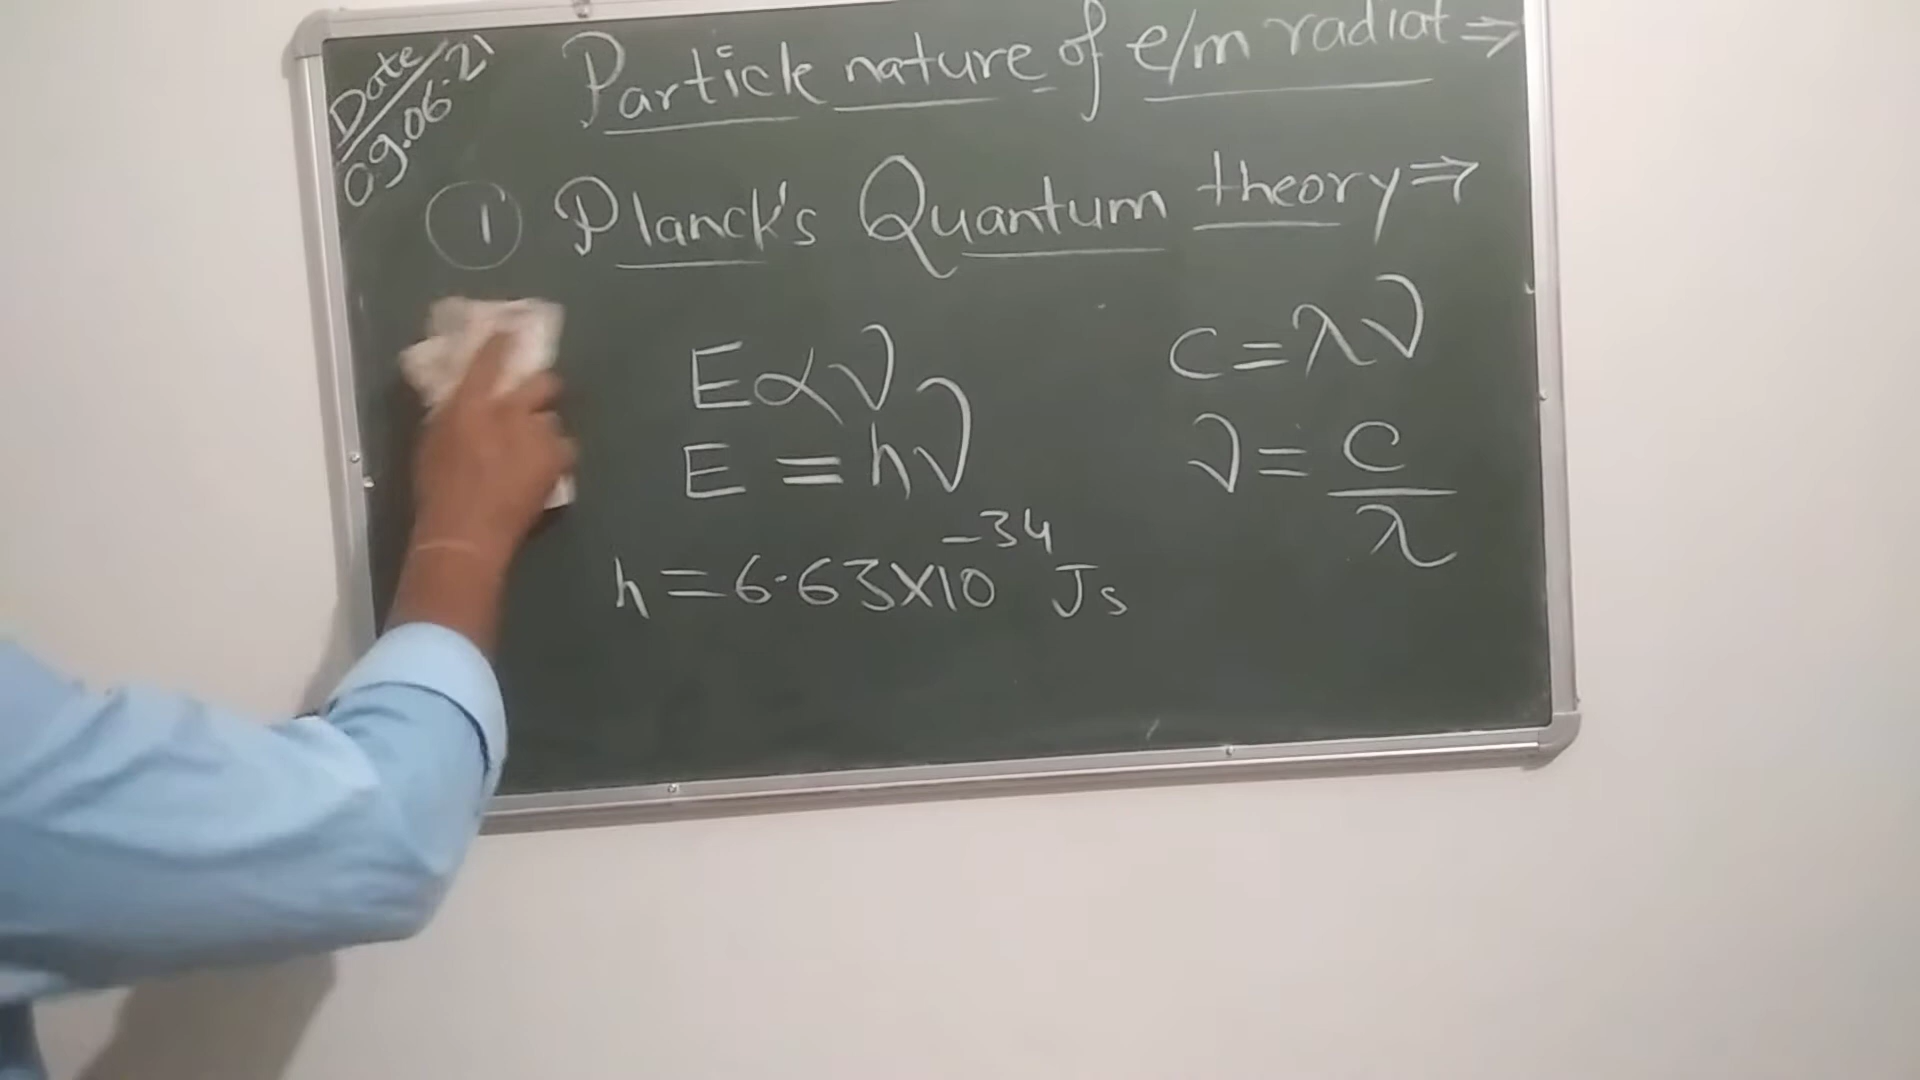 Date
09.06.21
Particle nature of e/m radiat ⇒
① Planck's Quantum theory ⇒
E ∝ ν
E = hν
h = 6.63×10⁻³⁴ Js
c = λν
ν = c/λ